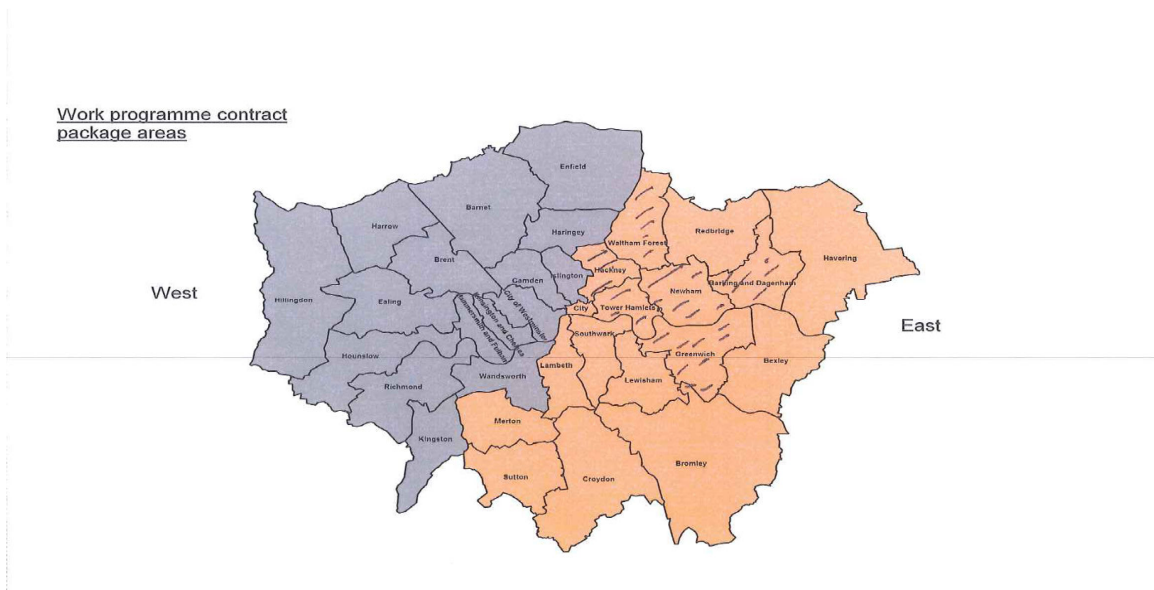 Work programme contract
package areas
Enfield
Barnet
Harrow
Haringey
Waltham Forest
Redbridge
Havering
Brent
Hackney
Camden
Islington
Newham
Barking and Dagenham
West
Hillingdon
Ealing
City of Westminster
Kensington and Chelsea
Hammersmith and Fulham
City
Tower Hamlets
East
Southwark
Hounslow
Greenwich
Bexley
Lambeth
Wandsworth
Lewisham
Richmond
Merton
Kingston
Bromley
Sutton
Croydon